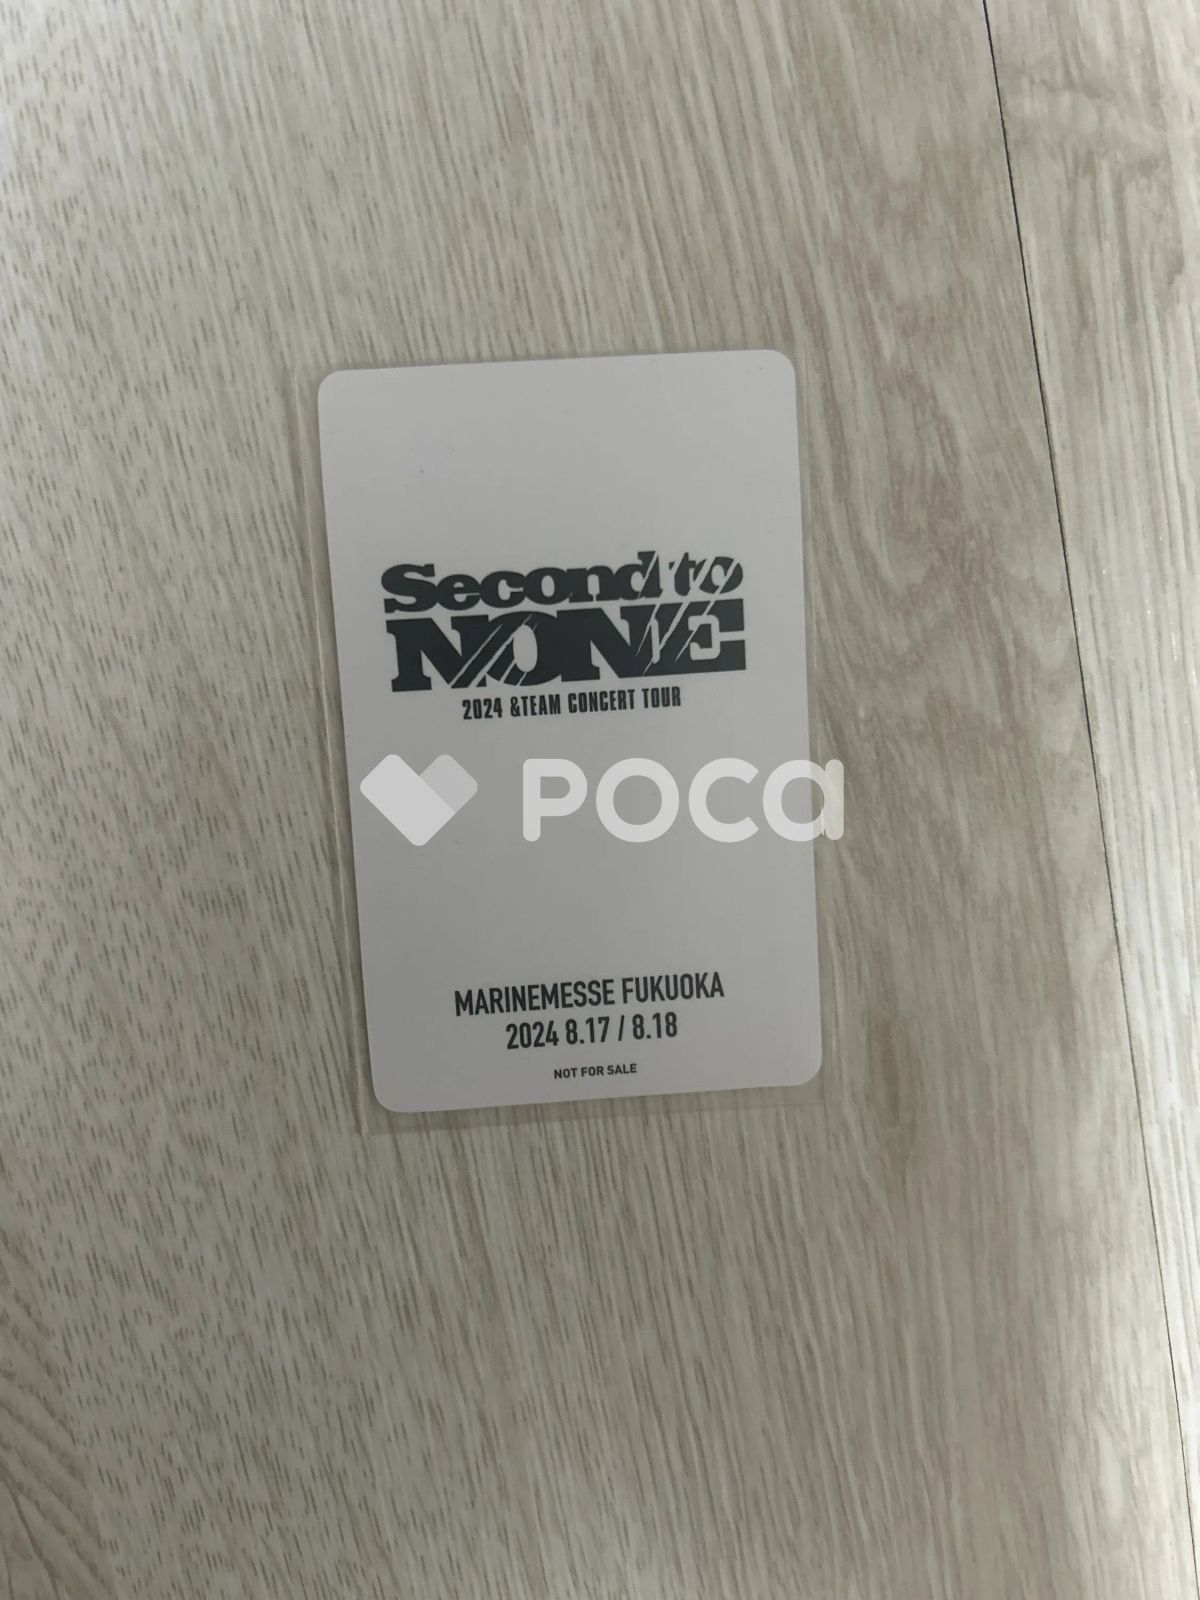 Second to
NONE
2024 &TEAM CONCERT TOUR
POCA
MARINEMESSE FUKUOKA
2024 8.17 / 8.18
NOT FOR SALE